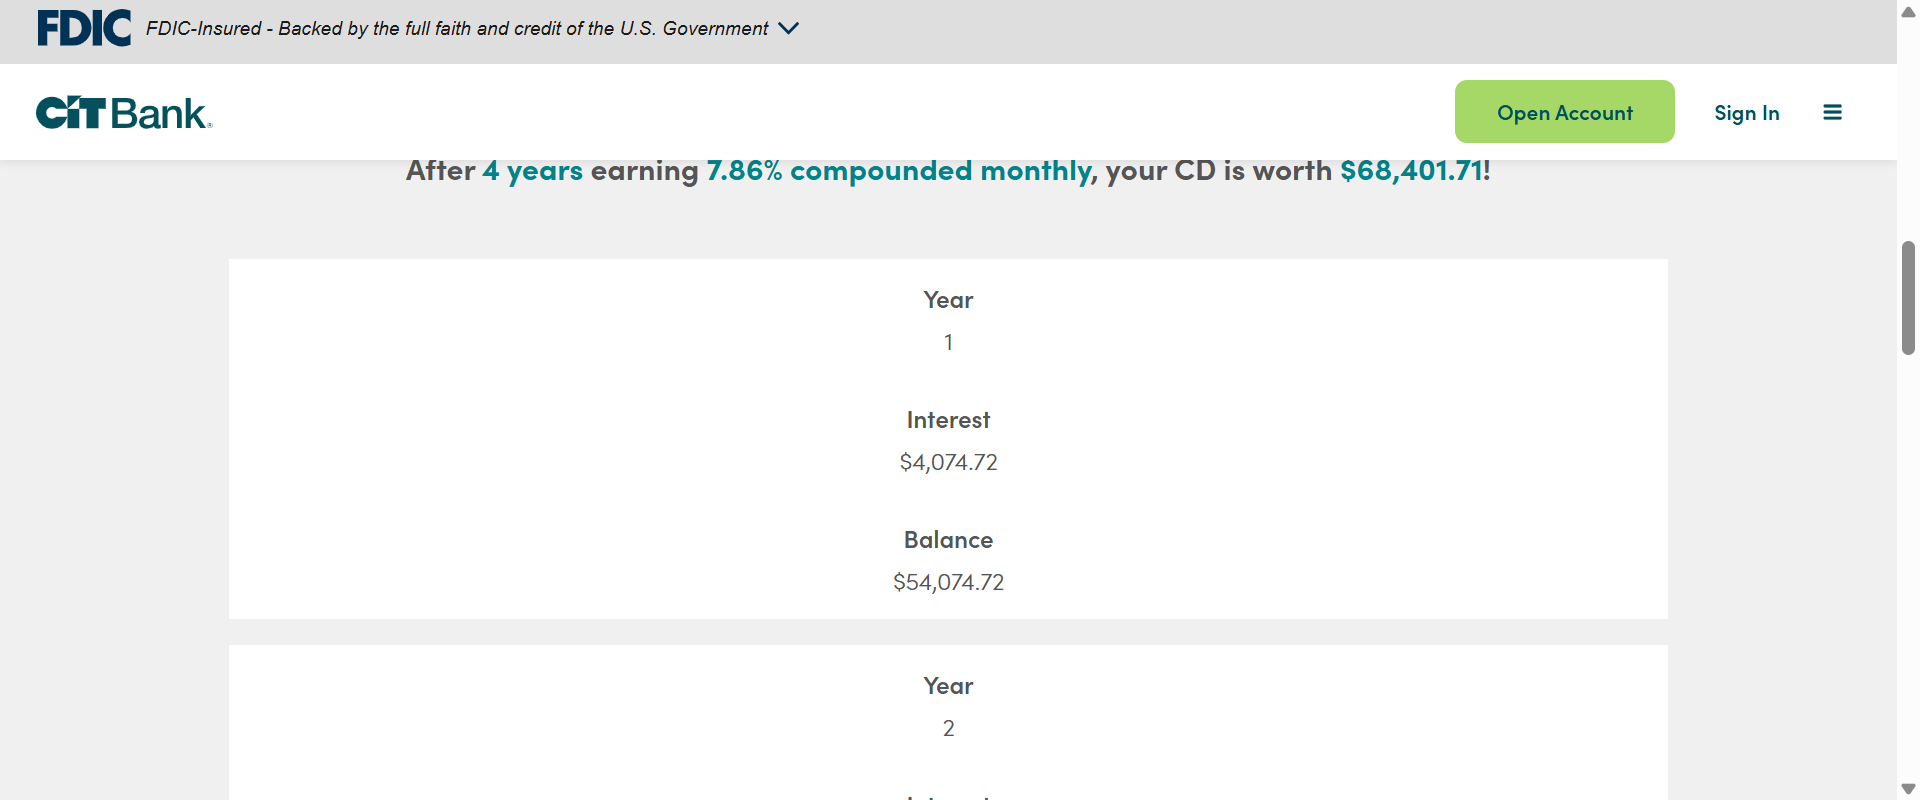 FDIC FDIC-Insured - Backed by the full faith and credit of the U.S. Government
CIT Bank®
Open Account
Sign In
After 4 years earning 7.86% compounded monthly, your CD is worth $68,401.71!
Year
1
Interest
$4,074.72
Balance
$54,074.72
Year
2
Interest